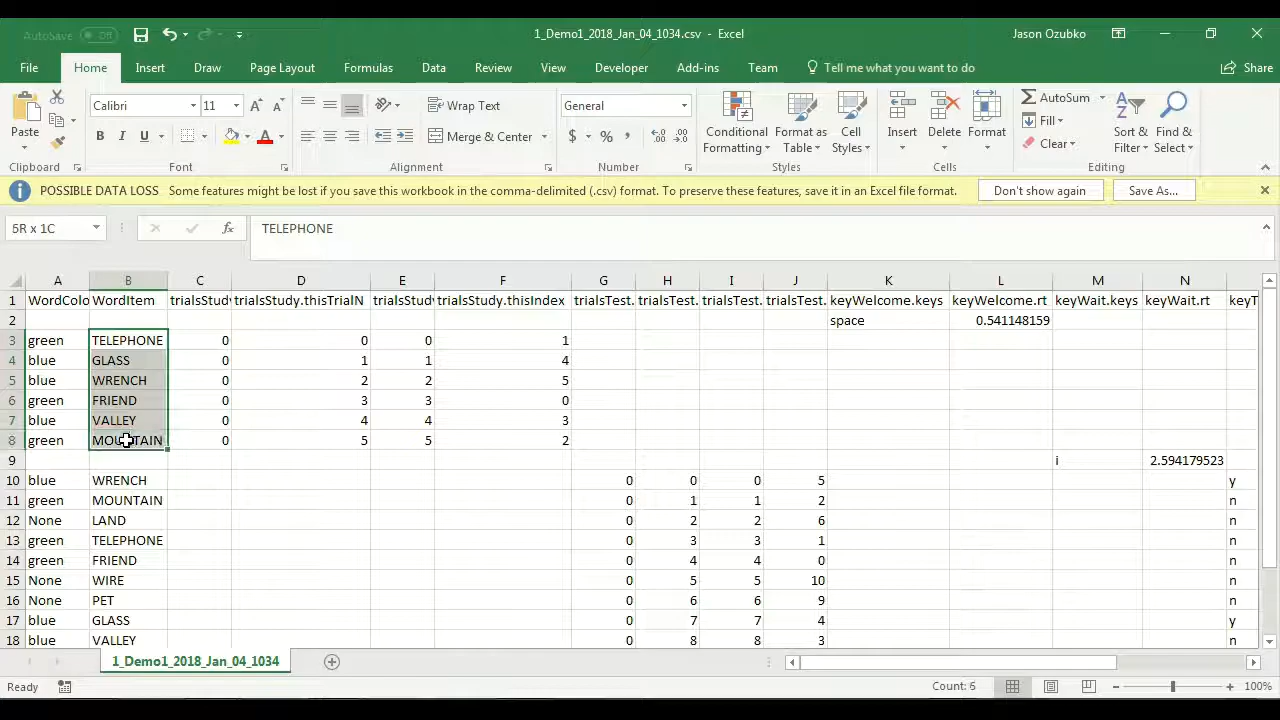 AutoSave Off 1_Demo1_2018_Jan_04_1034.csv - Excel Jason Ozubko
File Home Insert Draw Page Layout Formulas Data Review View Developer Add-ins Team Tell me what you want to do Share
Paste Calibri 11 Wrap Text General Conditional Formatting Format as Table Cell Styles Insert Delete Format AutoSum Fill Clear Sort & Filter Find & Select
B I U A Merge & Center $ % ,
Clipboard Font Alignment Number Styles Cells Editing
POSSIBLE DATA LOSS Some features might be lost if you save this workbook in the comma-delimited (.csv) format. To preserve these features, save it in an Excel file format. Don't show again Save As...
6R x 1C fx TELEPHONE
A B C D E F G H I J K L M N
1 WordColo WordItem trialsStudy trialsStudy.thisTrialN trialsStudy trialsStudy.thisIndex trialsTest. trialsTest. trialsTest. trialsTest. keyWelcome.keys keyWelcome.rt keyWait.keys keyWait.rt keyT
2 space 0.541148159
3 green TELEPHONE 0 0 0 1
4 blue GLASS 0 1 1 4
5 blue WRENCH 0 2 2 5
6 green FRIEND 0 3 3 0
7 blue VALLEY 0 4 4 3
8 green MOUNTAIN 0 5 5 2
9 i 2.594179523
10 blue WRENCH 0 0 0 5 y
11 green MOUNTAIN 0 1 1 2 n
12 None LAND 0 2 2 6 n
13 green TELEPHONE 0 3 3 1 n
14 green FRIEND 0 4 4 0 n
15 None WIRE 0 5 5 10 n
16 None PET 0 6 6 9 n
17 blue GLASS 0 7 7 4 y
18 blue VALLEY 0 8 8 3 n
1_Demo1_2018_Jan_04_1034
Ready Count: 6 100%